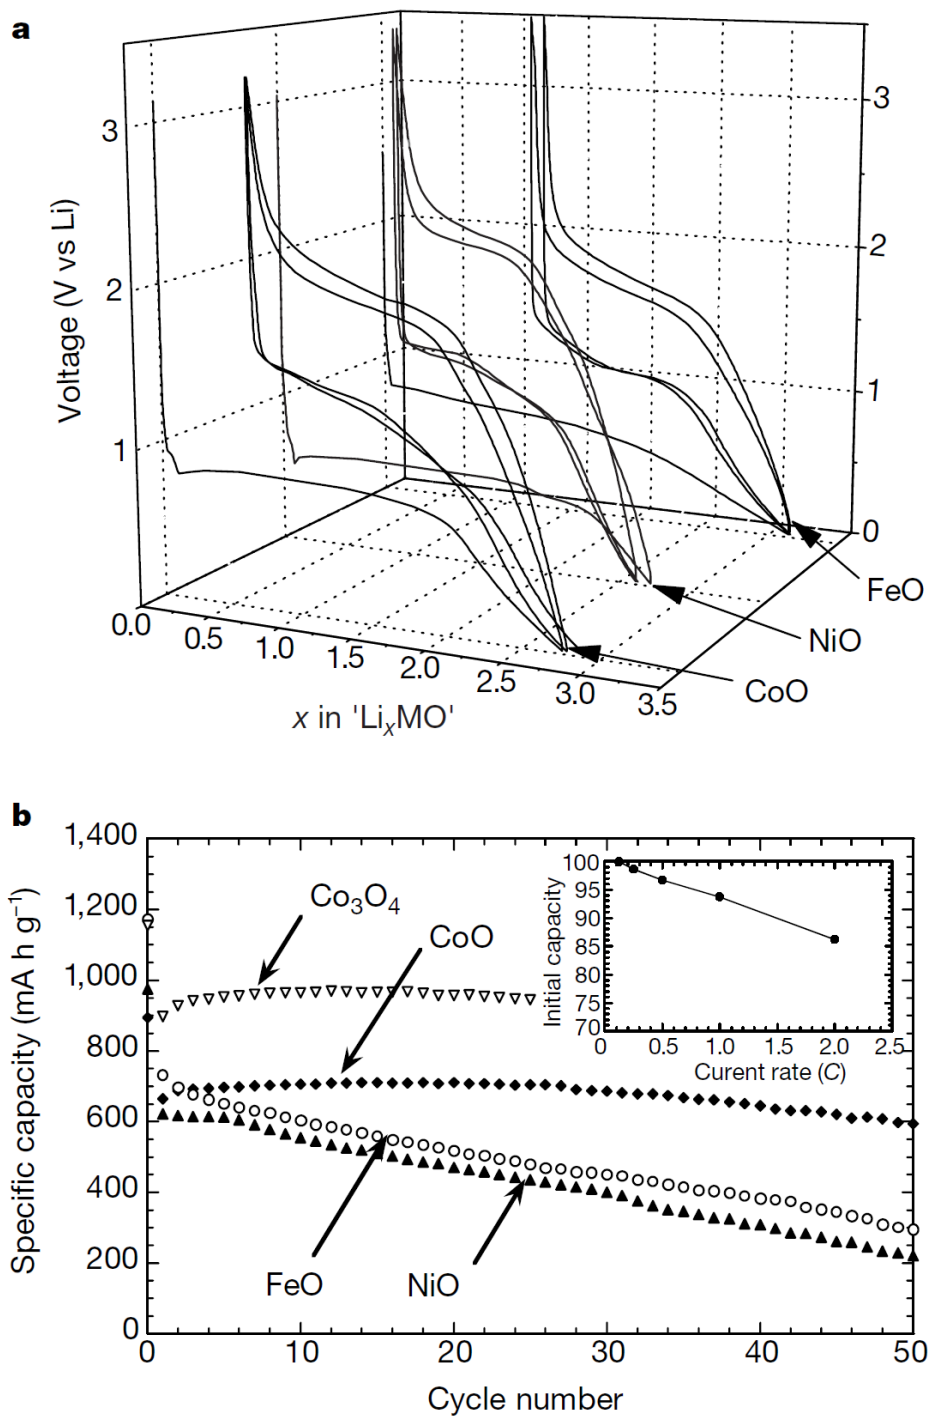 a
Voltage (V vs Li)
3
2
1
3
2
1
0
0.0
0.5
1.0
1.5
2.0
2.5
3.0
3.5
x in 'LiₓMO'
FeO
NiO
CoO
b
Specific capacity (mA h g⁻¹)
1,400
1,200
1,000
800
600
400
200
0
0
10
20
30
40
50
Cycle number
Co₃O₄
CoO
FeO
NiO
Initial capacity
100
95
90
85
80
75
70
0
0.5
1.0
2.0
2.5
Curent rate (C)